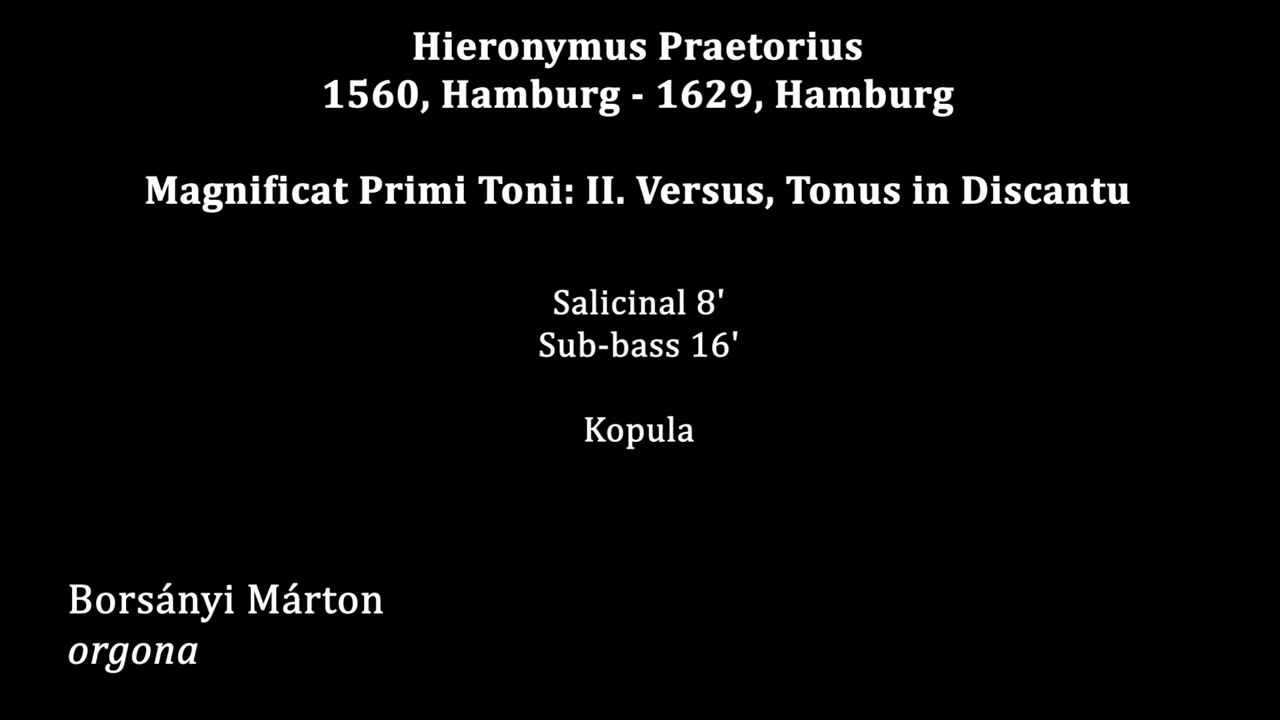 Hieronymus Praetorius
1560, Hamburg - 1629, Hamburg
Magnificat Primi Toni: II. Versus, Tonus in Discantu
Salicinal 8'
Sub-bass 16'
Kopula
Borsányi Márton
orgona